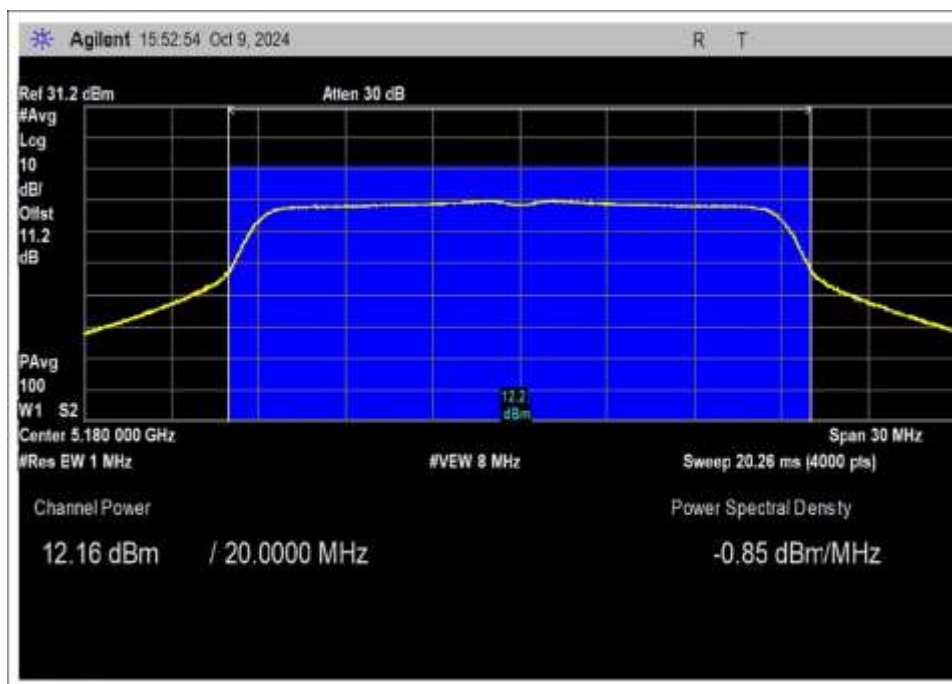 Agilent 15:52:54 Oct 9, 2024 R T
Ref 31.2 dBm Atten 30 dB
#Avg
Log
10
dB/
Offst
11.2
dB
PAvg
100
W1 S2
12.2
dBm
Center 5.180 000 GHz Span 30 MHz
#Res BW 1 MHz #VBW 8 MHz Sweep 20.26 ms (4000 pts)
Channel Power Power Spectral Density
12.16 dBm / 20.0000 MHz -0.85 dBm/MHz